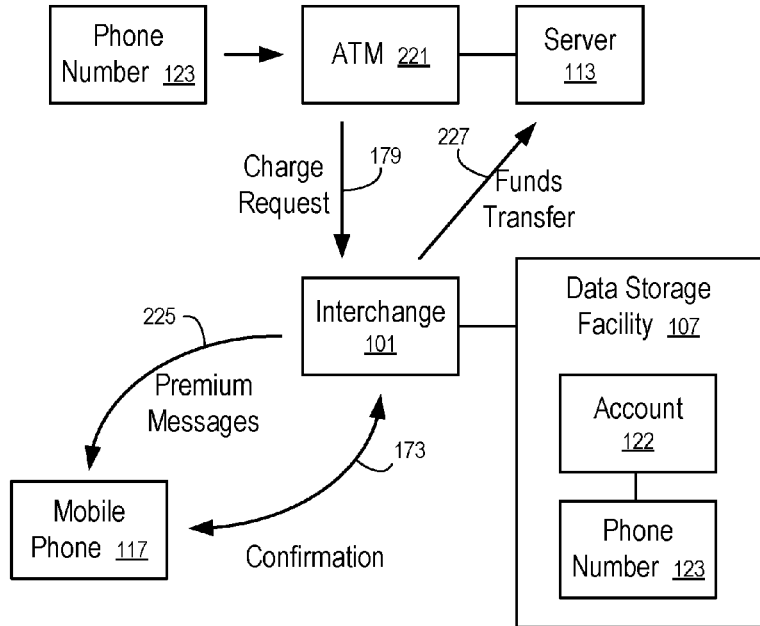 Phone
Number 123
ATM 221
Server
113
Charge
Request
179
227
Funds
Transfer
Interchange
101
Data Storage
Facility 107
225
Premium
Messages
Account
122
173
Mobile
Phone 117
Confirmation
Phone
Number 123